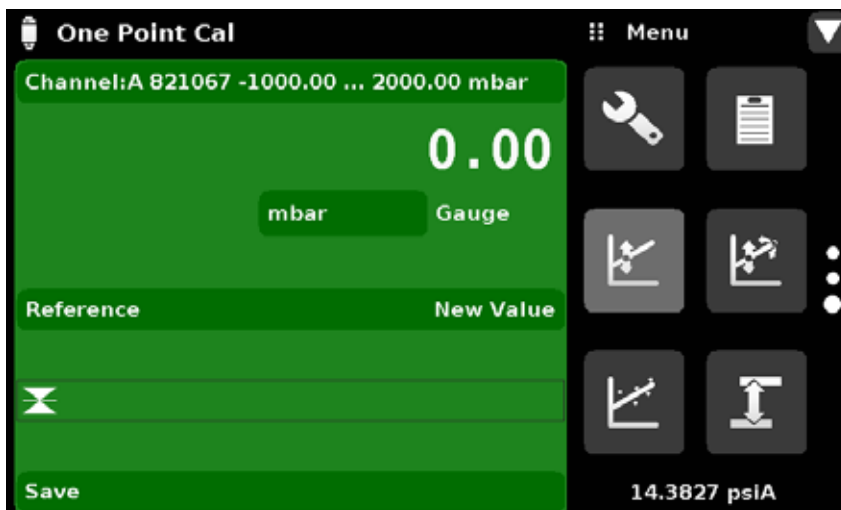 One Point Cal
Menu
Channel:A 821067 -1000.00 ... 2000.00 mbar
0.00
mbar Gauge
Reference New Value
Save
14.3827 psiA